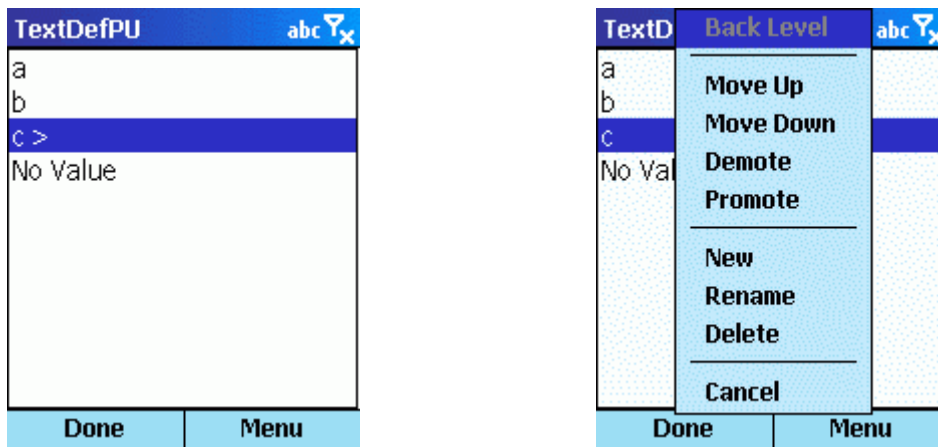 TextDefPU abc
a
b
c >
No Value
Done Menu
TextD Back Level abc
a
b
c
No Val
Move Up
Move Down
Demote
Promote
New
Rename
Delete
Cancel
Done Menu